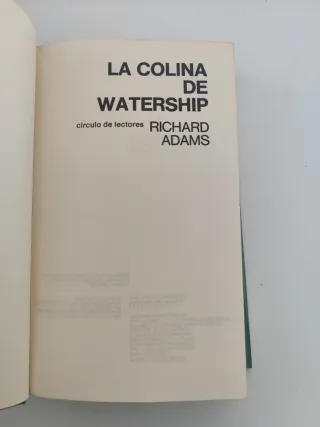 LA COLINA
DE
WATERSHIP
círculo de lectores RICHARD
ADAMS